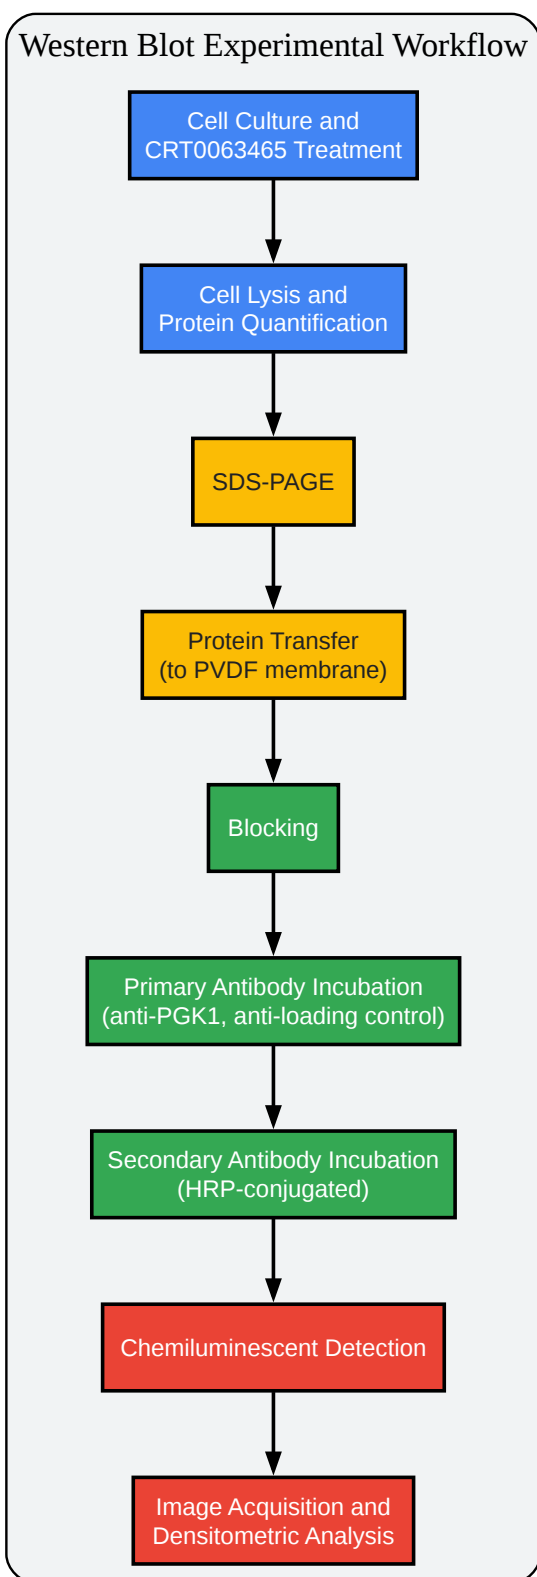 Western Blot Experimental Workflow
Cell Culture and
CRT0063465 Treatment
Cell Lysis and
Protein Quantification
SDS-PAGE
Protein Transfer
(to PVDF membrane)
Blocking
Primary Antibody Incubation
(anti-PGK1, anti-loading control)
Secondary Antibody Incubation
(HRP-conjugated)
Chemiluminescent Detection
Image Acquisition and
Densitometric Analysis